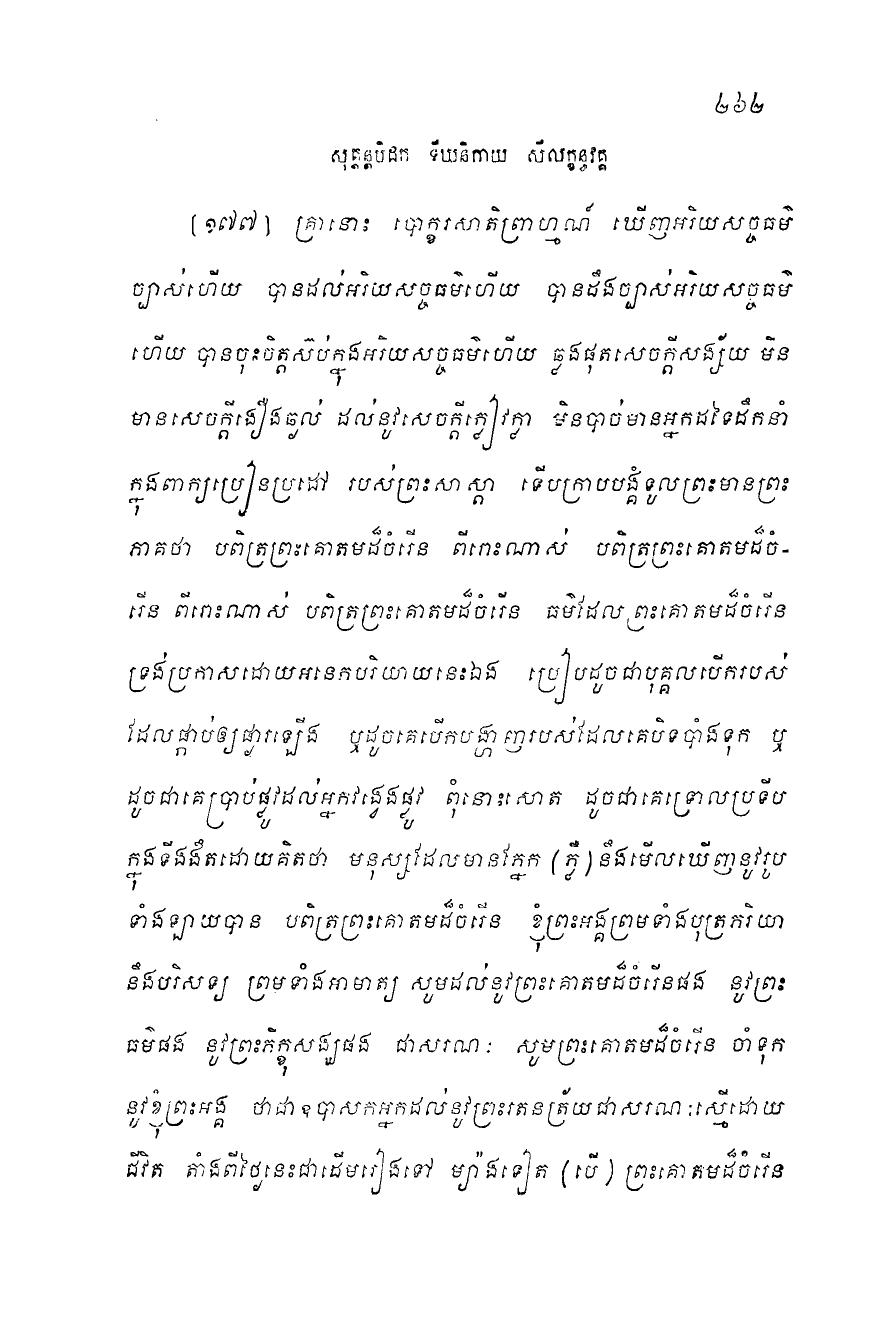 ២៦២
សុត្តន្តបិដក ទីឃនិកាយ សីលក្ខន្ធវគ្គ
[១៧៧] គ្រានោះ បោក្ខរសាតិព្រាហ្មណ៍ ឃើញអរិយសច្ចធម៌
ច្បាស់ហើយ បានដល់អរិយសច្ចធម៌ហើយ បានដឹងច្បាស់អរិយសច្ចធម៌
ហើយ បានចុះចិត្តស៊ប់ក្នុងអរិយសច្ចធម៌ហើយ ឆ្លងផុតសេចក្តីសង្ស័យ មិន
មានសេចក្តីងឿងឆ្ងល់ ដល់នូវសេចក្តីក្លៀវក្លា មិនបាច់មានអ្នកដទៃដឹកនាំ
ក្នុងពាក្យប្រៀនប្រដៅ របស់ព្រះសាស្តា ទើបក្រាបបង្គំទូលព្រះមានព្រះ
ភាគថា បពិត្រព្រះគោតមដ៏ចំរើន ពីរោះណាស់ បពិត្រព្រះគោតមដ៏ចំ-
រើន ពីរោះណាស់ បពិត្រព្រះគោតមដ៏ចំរើន ធម៌ដែលព្រះគោតមដ៏ចំរើន
ទ្រង់ប្រកាសដោយអនេកបរិយាយនេះឯង ប្រៀបដូចជាបុគ្គលបើករបស់
ដែលផ្កាប់ឲ្យផ្ងារឡើង ឬដូចគេបើកបង្ហាញរបស់ដែលគេបិទបាំងទុក ឬ
ដូចជាគេប្រាប់ផ្លូវដល់អ្នកវង្វេងផ្លូវ ពុំនោះសោត ដូចជាគេទ្រោលប្រទីប
ក្នុងទីងងឹតដោយគិតថា មនុស្សដែលមានភ្នែក (ភ្លឺ) នឹងមើលឃើញនូវរូប
ទាំងឡាយបាន បពិត្រព្រះគោតមដ៏ចំរើន ខ្ញុំព្រះអង្គព្រមទាំងបុត្រភរិយា
នឹងបរិសទ្យ ព្រមទាំងអាមាត្យ សូមដល់នូវព្រះគោតមដ៏ចំរើនផង នូវព្រះ
ធម៌ផង នូវព្រះភិក្ខុសង្ឃផង ជាសរណៈ សូមព្រះគោតមដ៏ចំរើន ចាំទុក
នូវខ្ញុំព្រះអង្គ ថាជាឧបាសកអ្នកដល់នូវព្រះរតនត្រ័យជាសរណៈស្មើដោយ
ជីវិត តាំងពីថ្ងៃនេះជាដើមរៀងទៅ ម្យ៉ាងទៀត (បើ) ព្រះគោតមដ៏ចំរើន